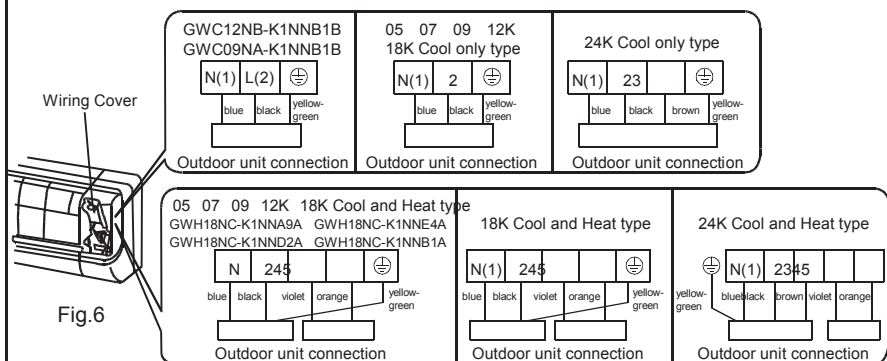 GWC12NB-K1NNB1B
GWC09NA-K1NNB1B
N(1) L(2)
blue black yellow-
green
Outdoor unit connection
05 07 09 12K
18K Cool only type
N(1) 2
blue black yellow-
green
Outdoor unit connection
24K Cool only type
N(1) 23
blue black brown yellow-
green
Outdoor unit connection
Wiring Cover
Fig.6
05 07 09 12K 18K Cool and Heat type
GWH18NC-K1NNA9A GWH18NC-K1NNE4A
GWH18NC-K1NND2A GWH18NC-K1NNB1A
N 245
blue black violet orange yellow-
green
Outdoor unit connection
18K Cool and Heat type
N(1) 245
blue black violet orange yellow-
green
Outdoor unit connection
24K Cool and Heat type
N(1) 2345
yellow-
green
blue black brown violet orange
Outdoor unit connection